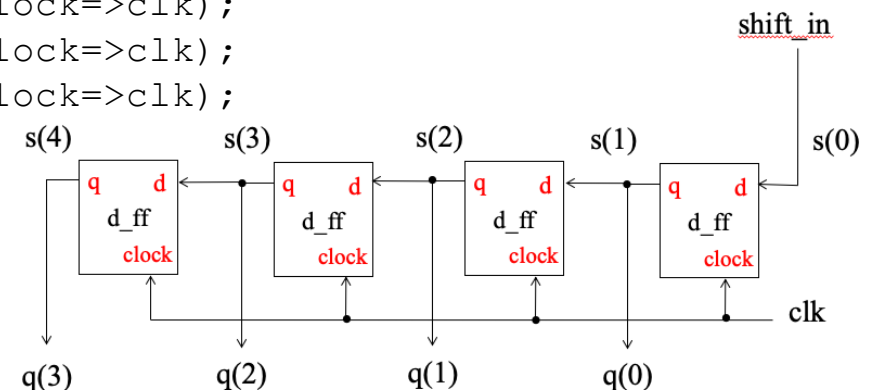 lock=>clk);
lock=>clk);
lock=>clk);
shift_in
s(4) s(3) s(2) s(1) s(0)
q d q d q d q d
d_ff d_ff d_ff d_ff
clock clock clock clock
clk
q(3) q(2) q(1) q(0)